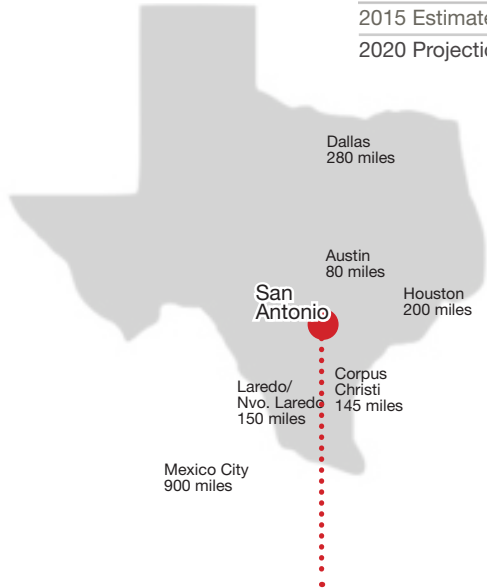 2015 Estimate
2020 Projectio
Dallas
280 miles
Austin
80 miles
San
Antonio
Houston
200 miles
Corpus
Christi
145 miles
Laredo/
Nvo. Laredo
150 miles
Mexico City
900 miles